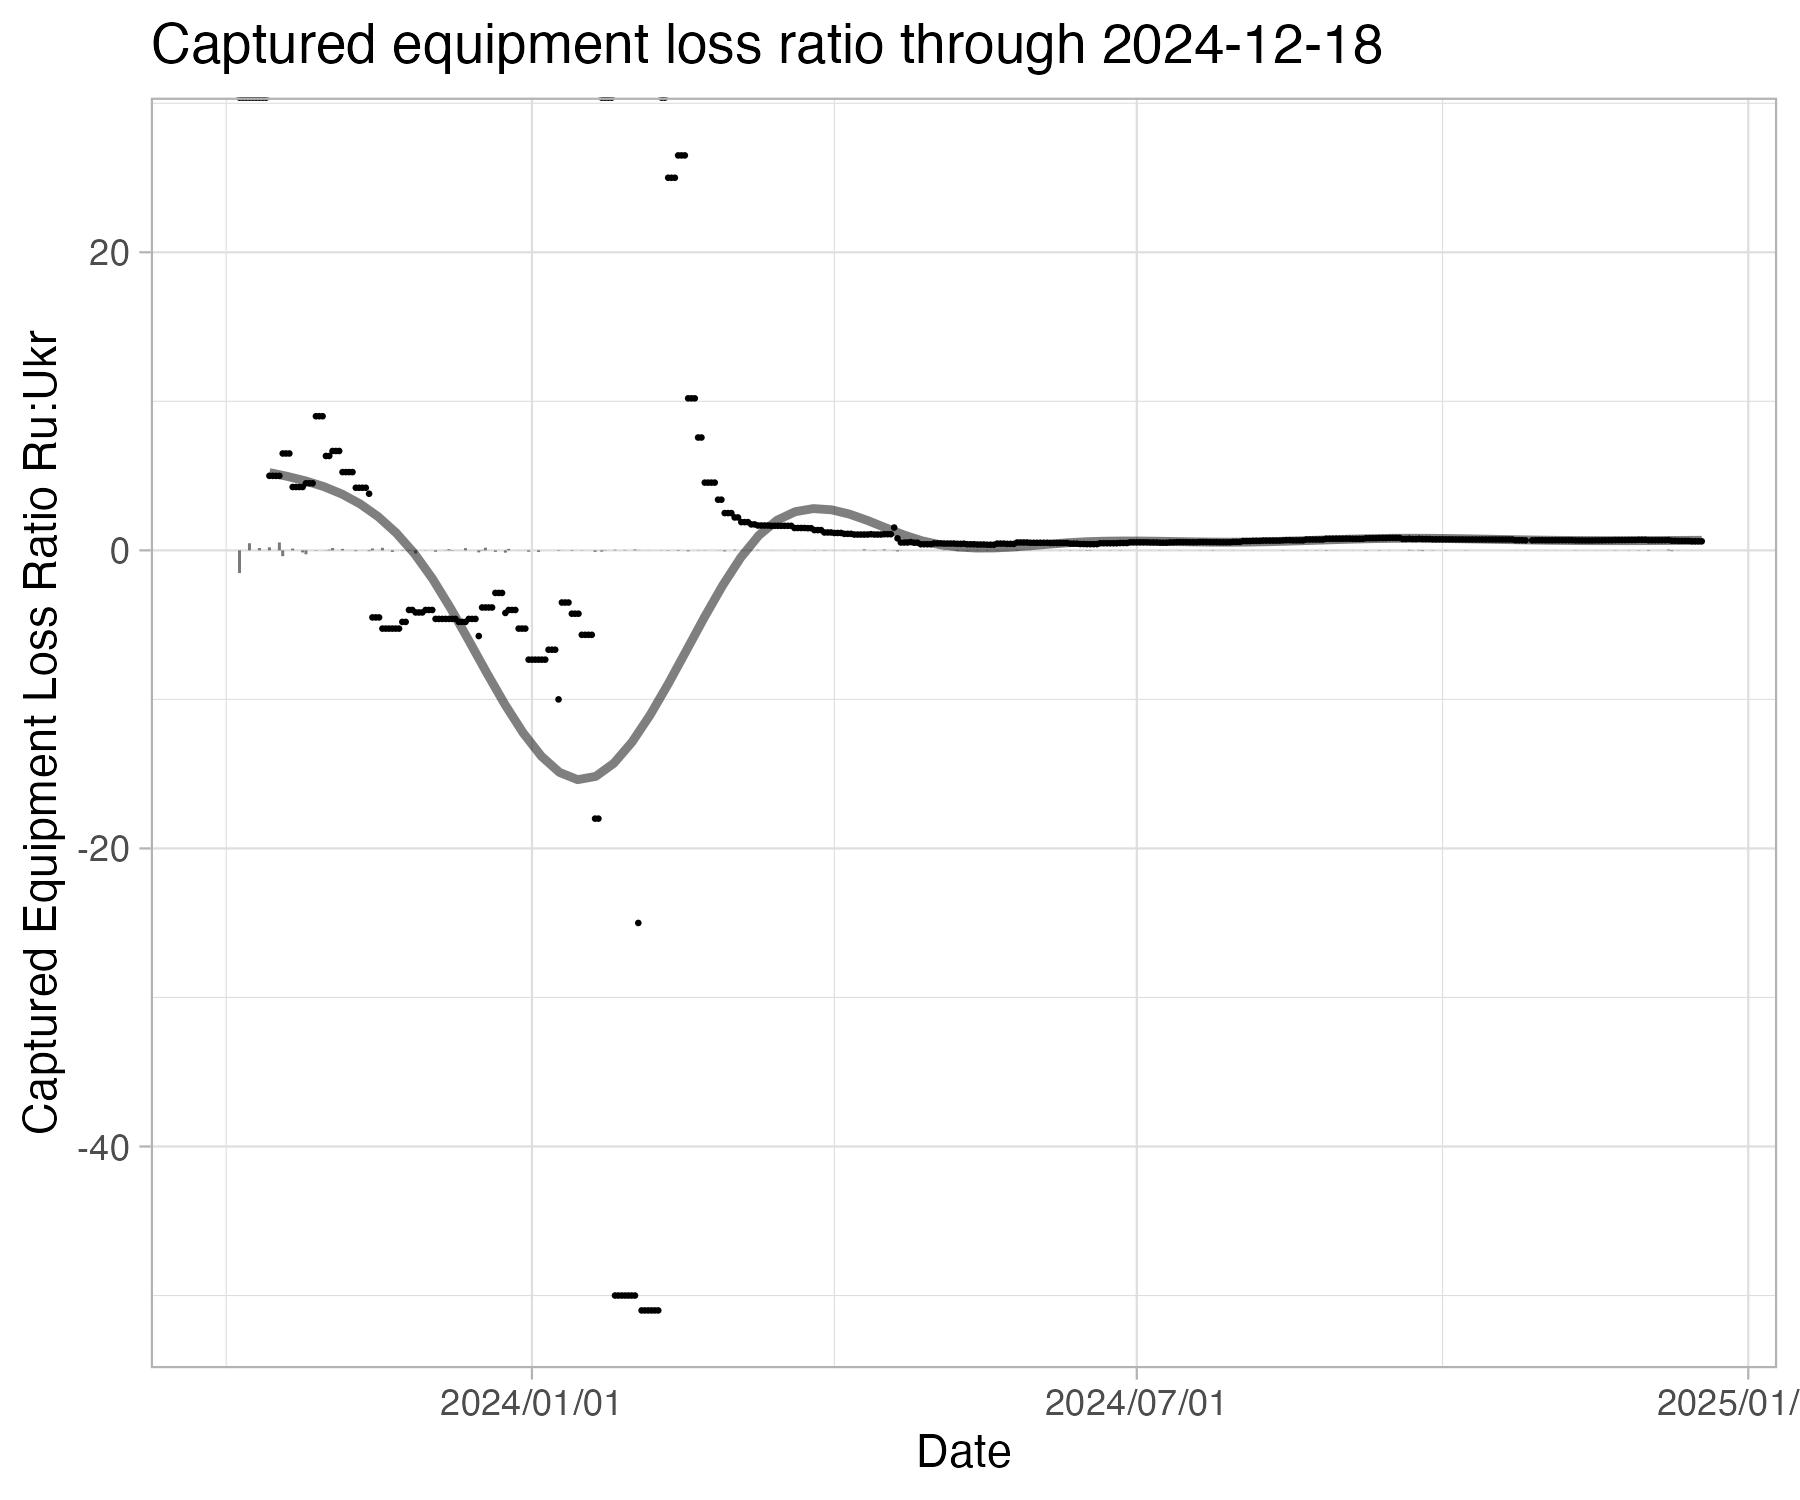 Captured equipment loss ratio through 2024-12-18
Captured Equipment Loss Ratio Ru:Ukr
20
0
-20
-40
2024/01/01
2024/07/01
2025/01/
Date